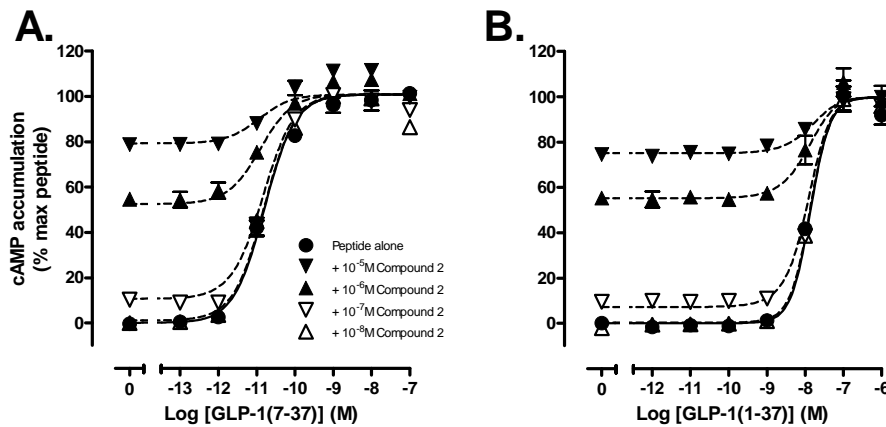 A.
B.
cAMP accumulation
(% max peptide)
120
100
80
60
40
20
0
Peptide alone
+ 10⁻⁵M Compound 2
+ 10⁻⁶M Compound 2
+ 10⁻⁷M Compound 2
+ 10⁻⁸M Compound 2
0 -13 -12 -11 -10 -9 -8 -7
Log [GLP-1(7-37)] (M)
120
100
80
60
40
20
0
0 -12 -11 -10 -9 -8 -7 -6
Log [GLP-1(1-37)] (M)